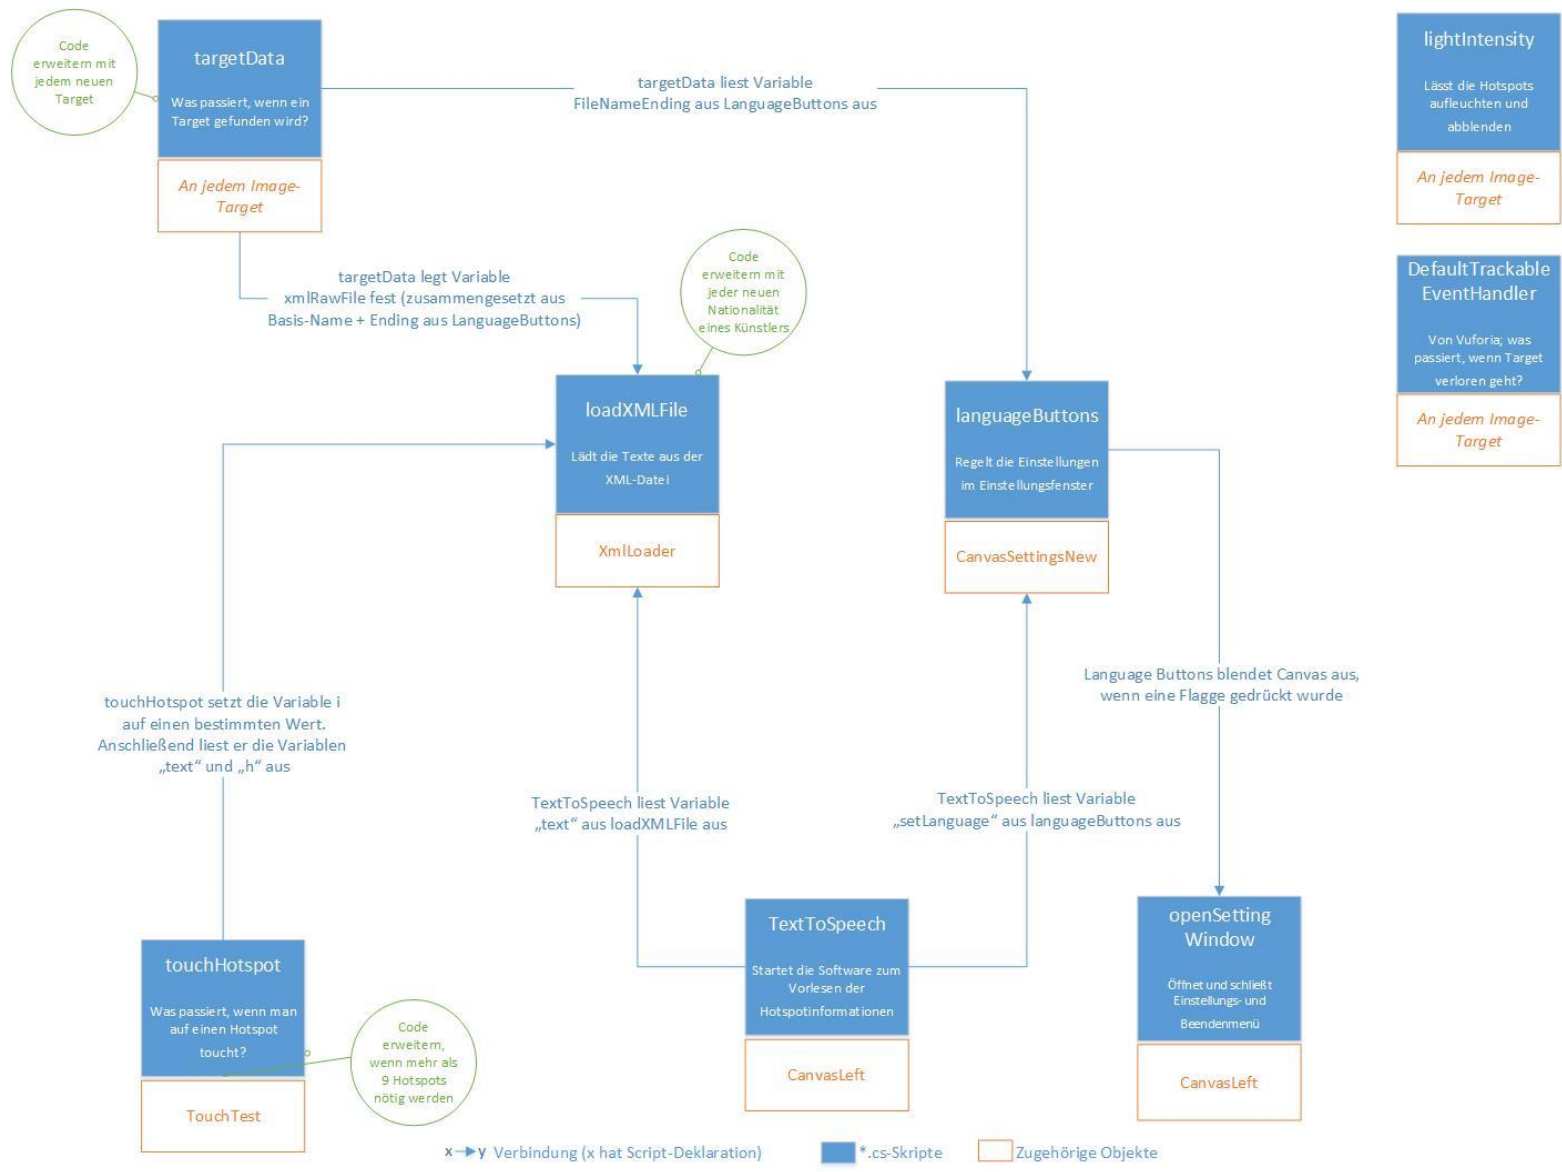 Code
erweitern mit
jedem neuen
Target
targetData
Was passiert, wenn ein
Target gefunden wird?
An jedem Image-
Target
targetData liest Variable
FileNameEnding aus LanguageButtons aus
lightIntensity
Lässt die Hotspots
aufleuchten und
abblenden
An jedem Image-
Target
targetData legt Variable
xmlRawFile fest (zusammengesetzt aus
Basis-Name + Ending aus LanguageButtons)
Code
erweitern mit
jeder neuen
Nationalität
eines Künstlers
DefaultTrackable
EventHandler
Von Vuforia; was
passiert, wenn Target
verloren geht?
An jedem Image-
Target
loadXMLFile
Lädt die Texte aus der
XML-Datei
XmlLoader
languageButtons
Regelt die Einstellungen
im Einstellungsfenster
CanvasSettingsNew
touchHotspot setzt die Variable i
auf einen bestimmten Wert.
Anschließend liest er die Variablen
„text“ und „h“ aus
Language Buttons blendet Canvas aus,
wenn eine Flagge gedrückt wurde
TextToSpeech liest Variable
„text“ aus loadXMLFile aus
TextToSpeech liest Variable
„setLanguage“ aus languageButtons aus
touchHotspot
Was passiert, wenn man
auf einen Hotspot
toucht?
TouchTest
Code
erweitern,
wenn mehr als
9 Hotspots
nötig werden
TextToSpeech
Startet die Software zum
Vorlesen der
Hotspotinformationen
CanvasLeft
openSetting
Window
Öffnet und schließt
Einstellungs- und
Beendenmenü
CanvasLeft
x y Verbindung (x hat Script-Deklaration)
*.cs-Skripte
Zugehörige Objekte